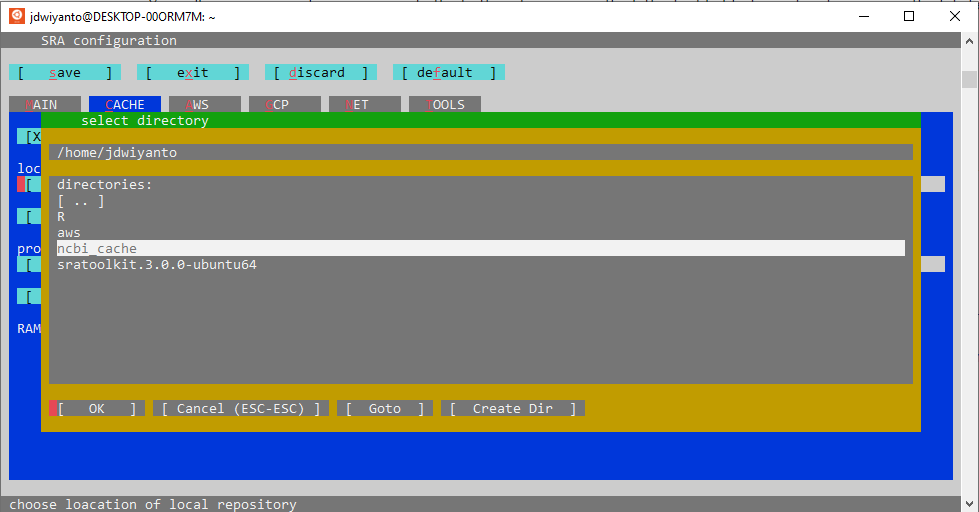 jdwiyanto@DESKTOP-00ORM7M: ~
SRA configuration
[ save ] [ exit ] [ discard ] [ default ]
MAIN CACHE AWS GCP NET TOOLS
select directory
[X
/home/jdwiyanto
loc
directories:
[
[ .. ]
[
R
aws
pro
ncbi_cache
[
sratoolkit.3.0.0-ubuntu64
[
RAM
[ OK ] [ Cancel (ESC-ESC) ] [ Goto ] [ Create Dir ]
choose loacation of local repository